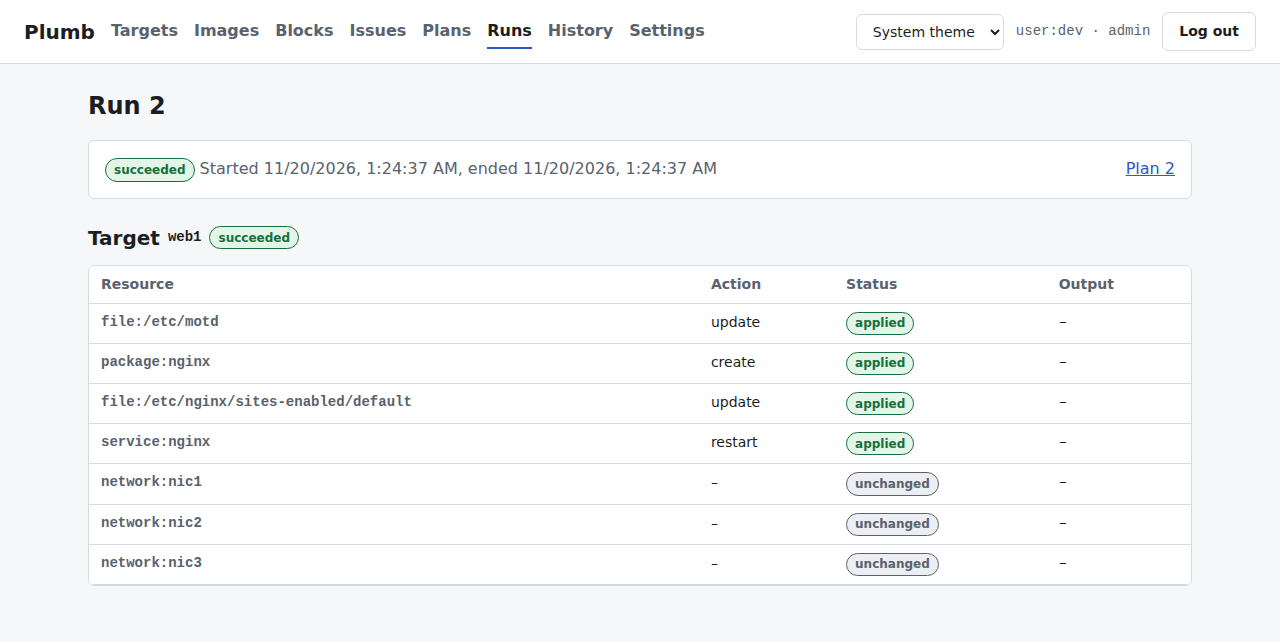 Plumb Targets Images Blocks Issues Plans Runs History Settings System theme user:dev · admin Log out
Run 2
succeeded Started 11/20/2026, 1:24:37 AM, ended 11/20/2026, 1:24:37 AM Plan 2
Target web1 succeeded
Resource Action Status Output
file:/etc/motd update applied –
package:nginx create applied –
file:/etc/nginx/sites-enabled/default update applied –
service:nginx restart applied –
network:nic1 – unchanged –
network:nic2 – unchanged –
network:nic3 – unchanged –